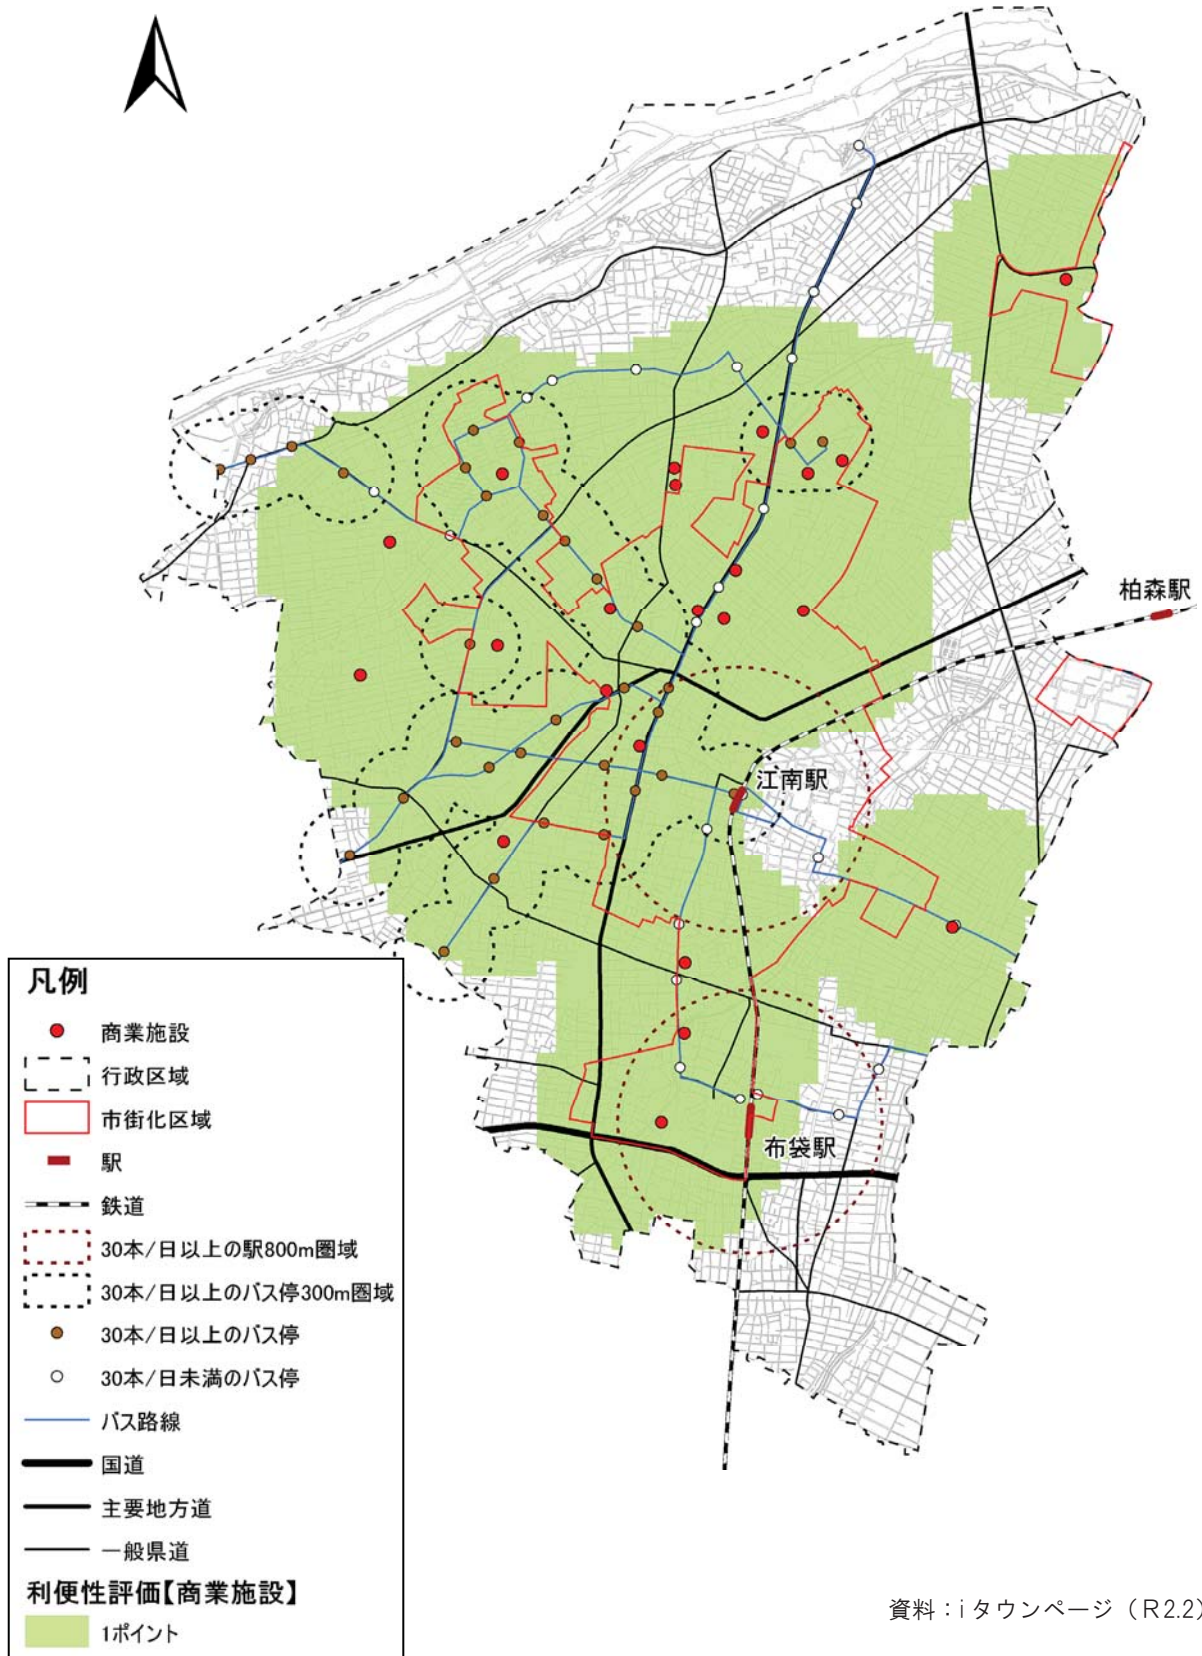 柏森駅
江南駅
布袋駅
凡例
商業施設
行政区域
市街化区域
駅
鉄道
30本/日以上の駅800m圏域
30本/日以上のバス停300m圏域
30本/日以上のバス停
30本/日未満のバス停
バス路線
国道
主要地方道
一般県道
利便性評価【商業施設】
1ポイント
資料：iタウンページ（R2.2）